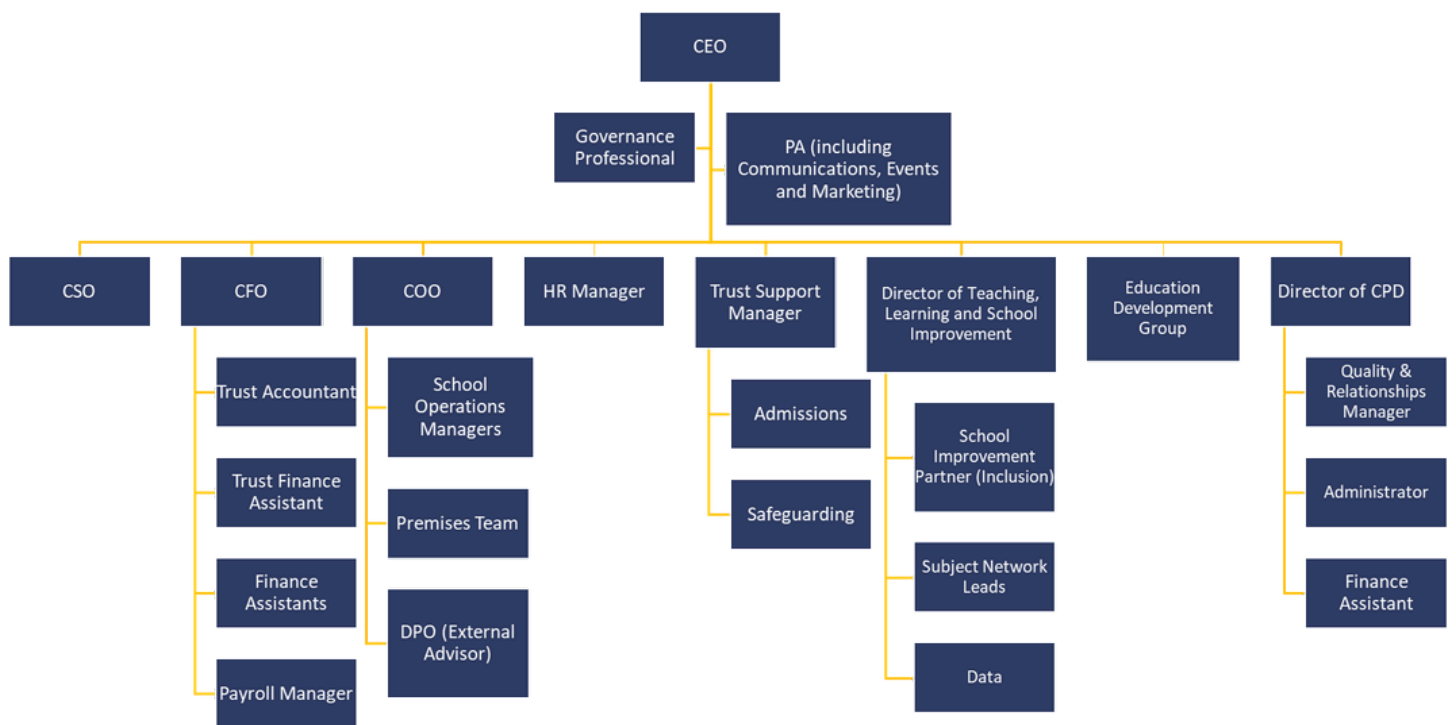 CEO
Governance
Professional
PA (including
Communications, Events
and Marketing)
CSO
CFO
COO
HR Manager
Trust Support
Manager
Director of Teaching,
Learning and School
Improvement
Education
Development
Group
Director of CPD
Trust Accountant
Trust Finance
Assistant
Finance
Assistants
Payroll Manager
School
Operations
Managers
Premises Team
DPO (External
Advisor)
Admissions
Safeguarding
School
Improvement
Partner (Inclusion)
Subject Network
Leads
Data
Quality &
Relationships
Manager
Administrator
Finance
Assistant